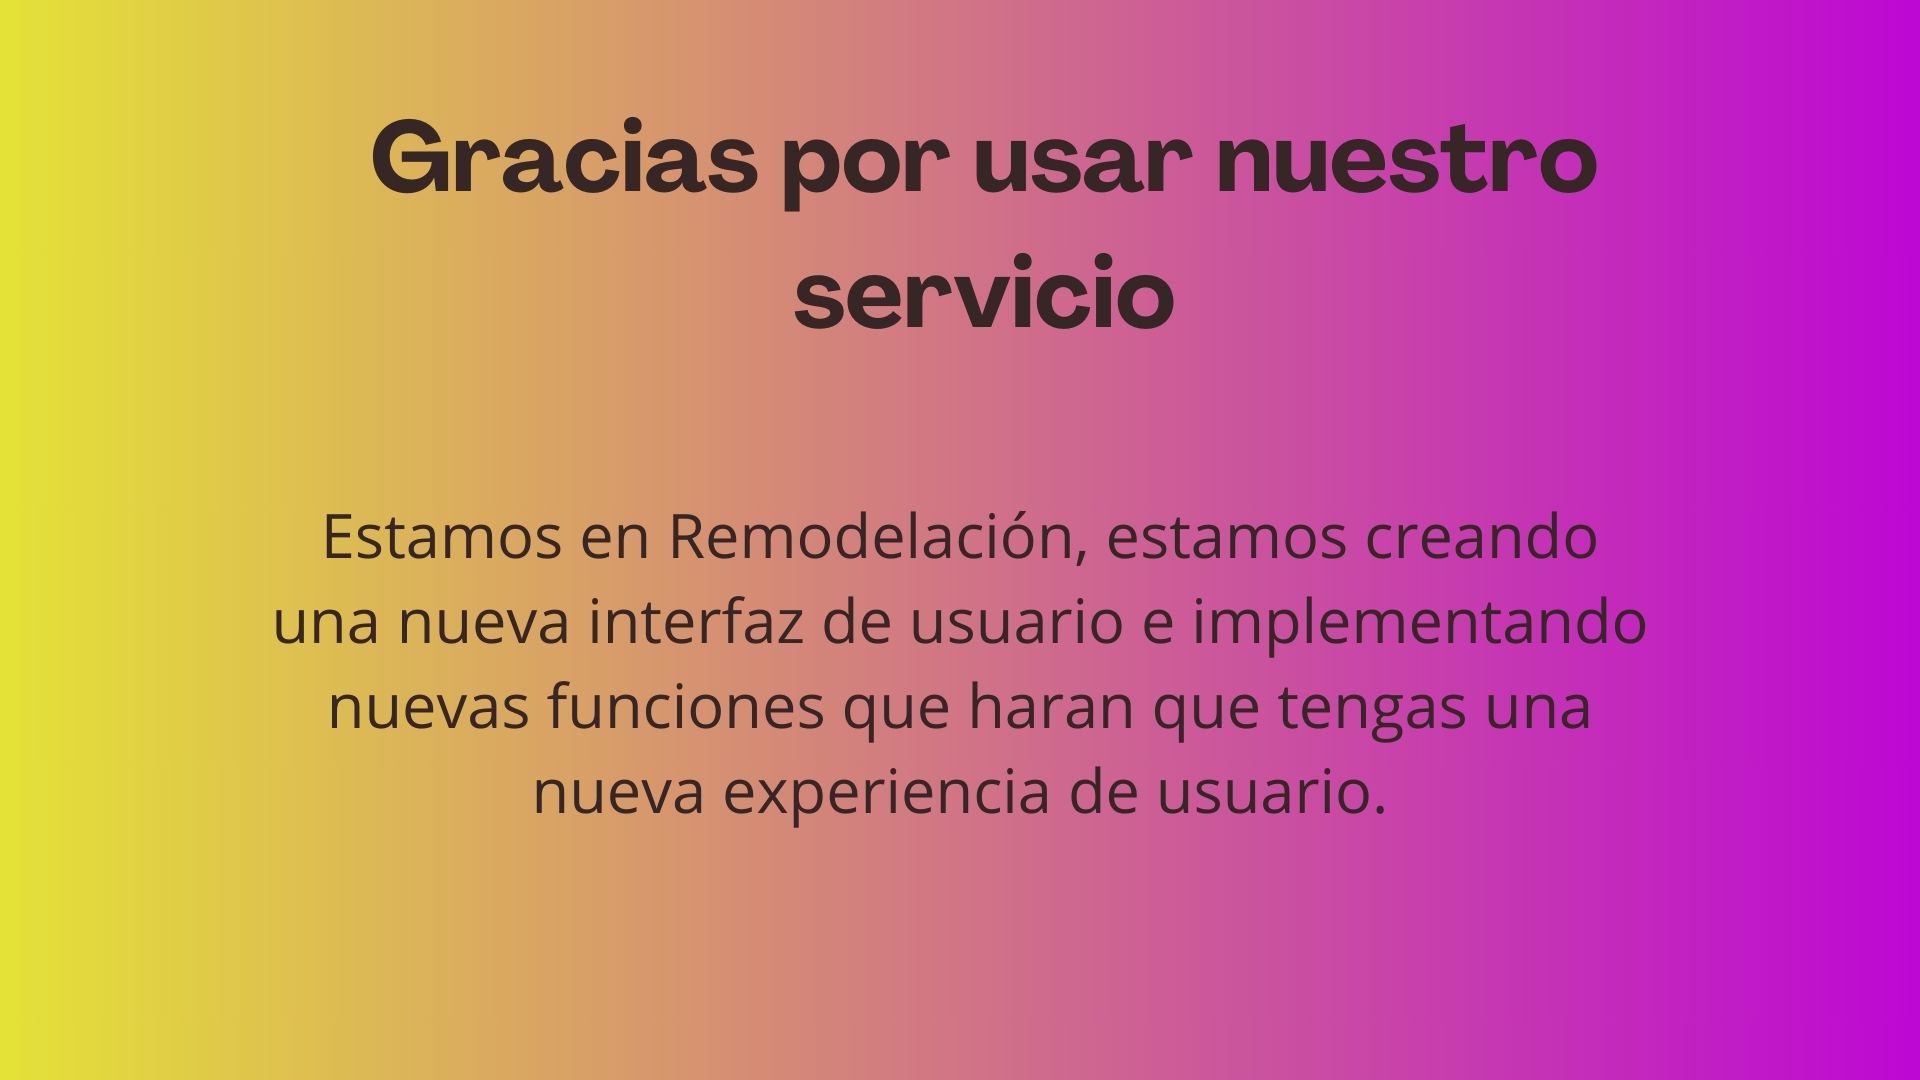 Gracias por usar nuestro
servicio
Estamos en Remodelación, estamos creando
una nueva interfaz de usuario e implementando
nuevas funciones que haran que tengas una
nueva experiencia de usuario.